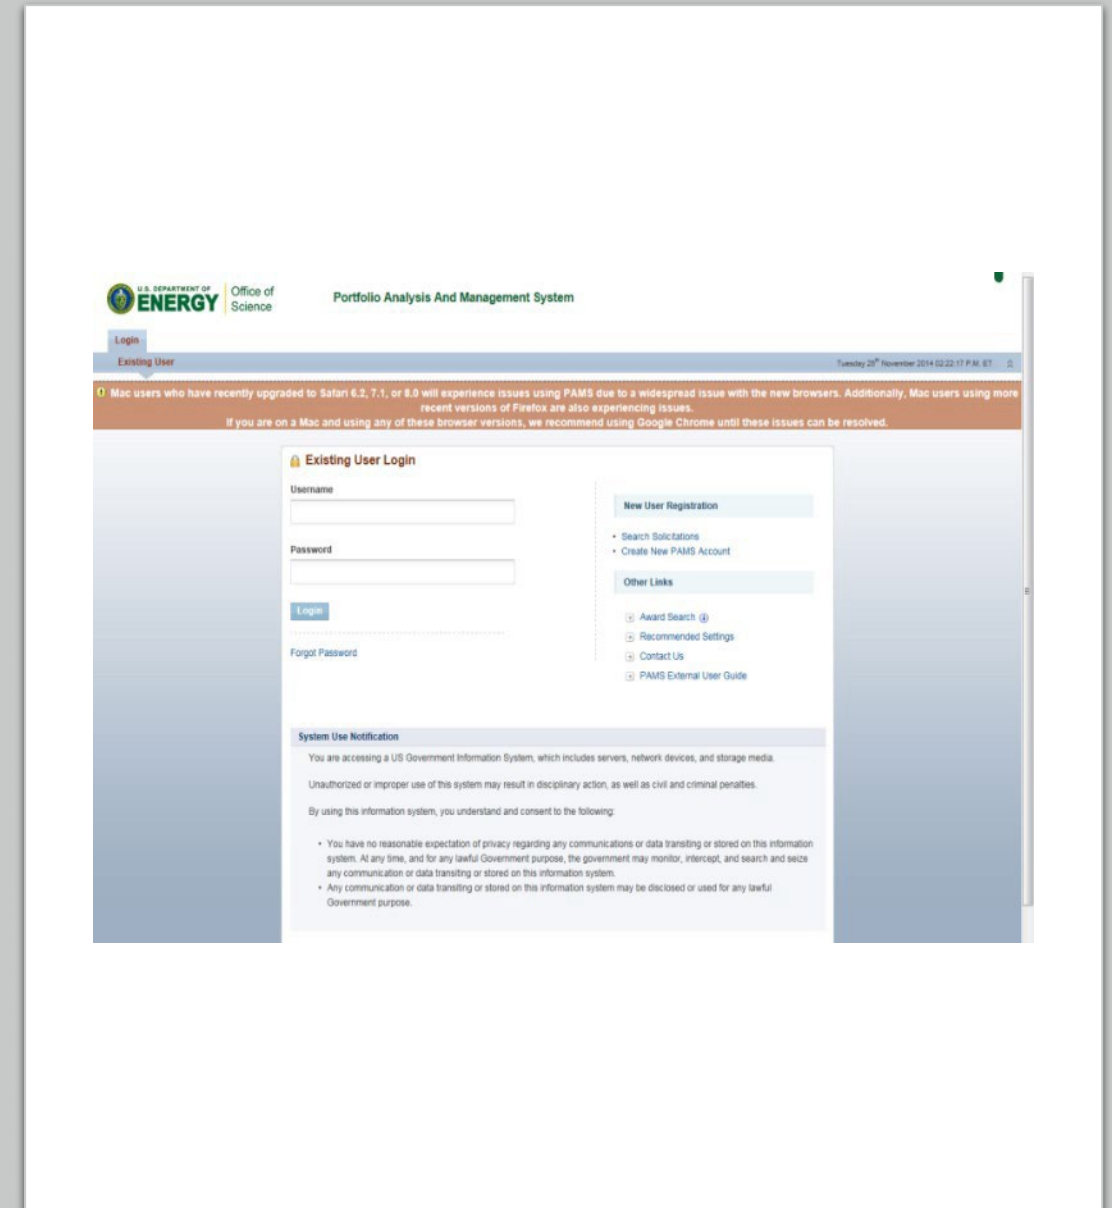 U.S. DEPARTMENT OF
ENERGY
Office of
Science
Portfolio Analysis And Management System
Login
Existing User
Tuesday 25th November 2014 02:22:17 P.M. ET
Mac users who have recently upgraded to Safari 6.2, 7.1, or 8.0 will experience issues using PAMS due to a widespread issue with the new browsers. Additionally, Mac users using more
recent versions of Firefox are also experiencing issues.
If you are on a Mac and using any of these browser versions, we recommend using Google Chrome until these issues can be resolved.
Existing User Login
Username
Password
Login
Forgot Password
New User Registration
• Search Solicitations
• Create New PAMS Account
Other Links
Award Search
Recommended Settings
Contact Us
PAMS External User Guide
System Use Notification
You are accessing a US Government Information System, which includes servers, network devices, and storage media.
Unauthorized or improper use of this system may result in disciplinary action, as well as civil and criminal penalties.
By using this information system, you understand and consent to the following:
• You have no reasonable expectation of privacy regarding any communications or data transiting or stored on this information
system. At any time, and for any lawful Government purpose, the government may monitor, intercept, and search and seize
any communication or data transiting or stored on this information system.
• Any communication or data transiting or stored on this information system may be disclosed or used for any lawful
Government purpose.